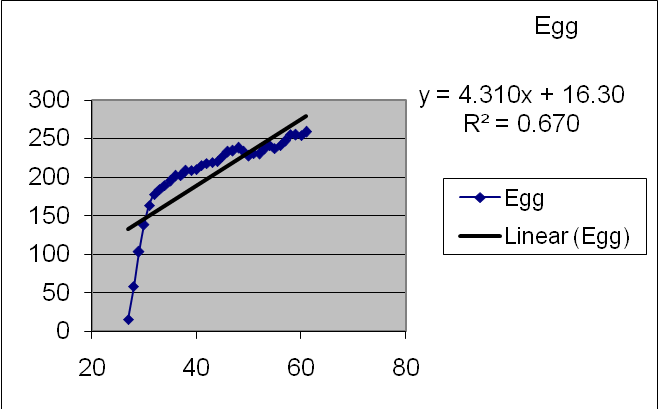 Egg
y = 4.310x + 16.30
R² = 0.670
300
250
200
150
100
50
0
20 40 60 80
Egg
Linear (Egg)